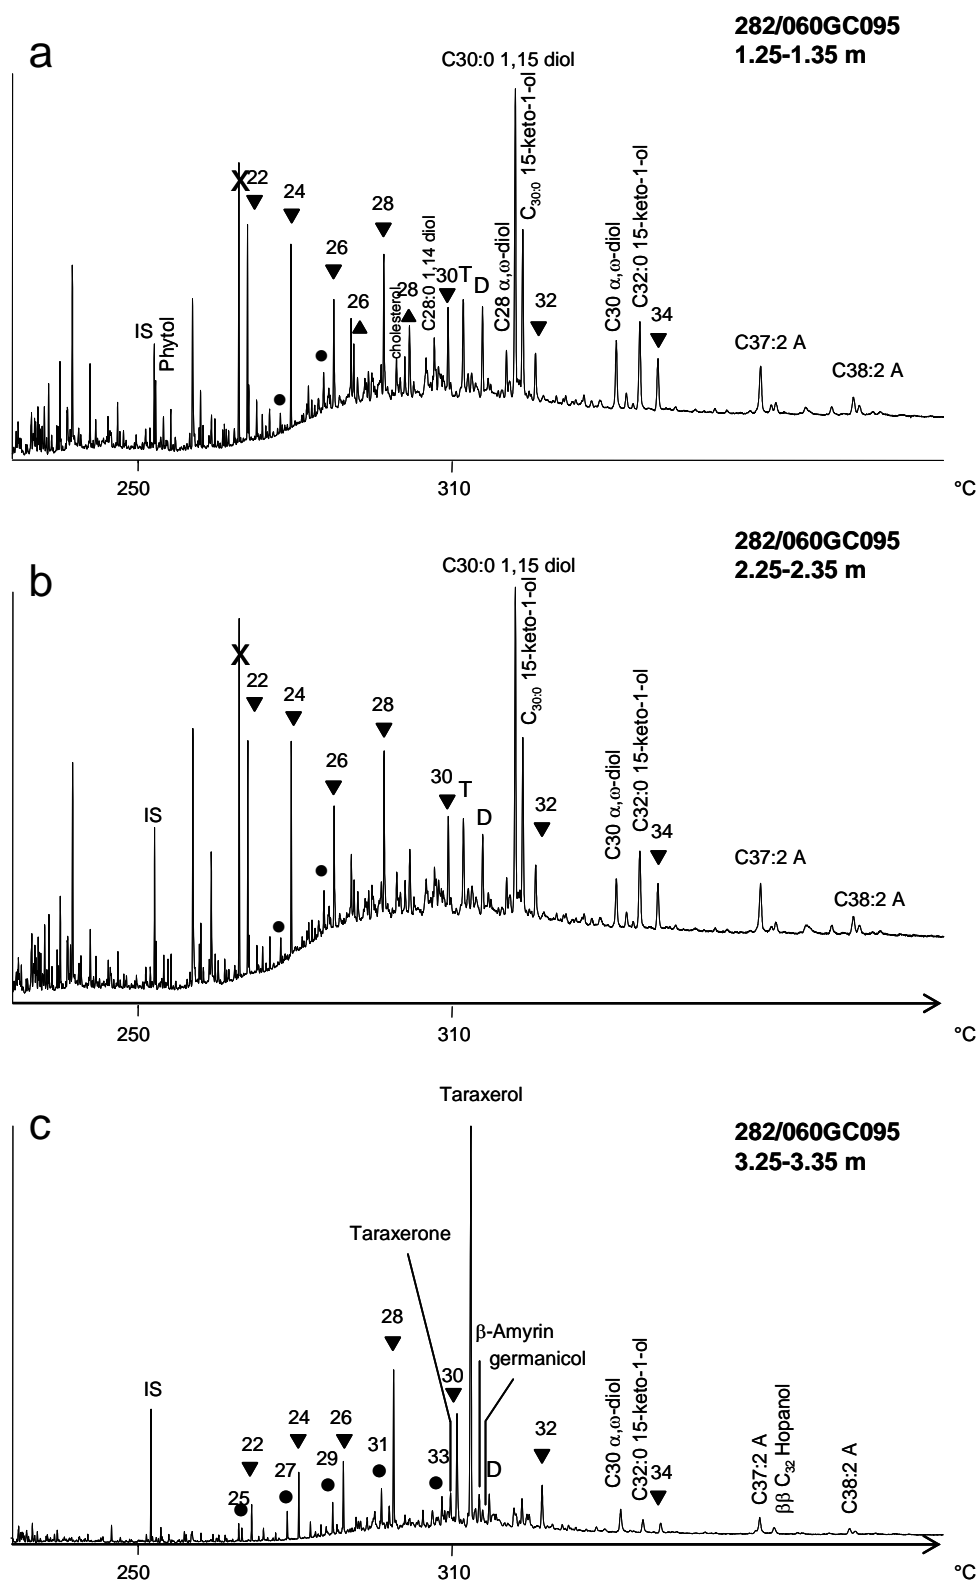 a
282/060GC095
1.25-1.35 m
C30:0 1,15 diol
C30:0 15-keto-1-ol
X
22
24
26
28
26
28
cholesterol
C28:0 1,14 diol
30
T
D
C28 α,ω-diol
32
C30 α,ω-diol
C32:0 15-keto-1-ol
34
C37:2 A
C38:2 A
IS
Phytol
250
310
°C
b
282/060GC095
2.25-2.35 m
C30:0 1,15 diol
C30:0 15-keto-1-ol
X
22
24
26
28
30
T
D
32
C30 α,ω-diol
C32:0 15-keto-1-ol
34
C37:2 A
C38:2 A
IS
250
310
°C
c
282/060GC095
3.25-3.35 m
Taraxerol
Taraxerone
β-Amyrin
germanicol
IS
22
24
26
28
30
32
34
25
27
29
31
33
D
C30 α,ω-diol
C32:0 15-keto-1-ol
C37:2 A
ββ C32 Hopanol
C38:2 A
250
310
°C